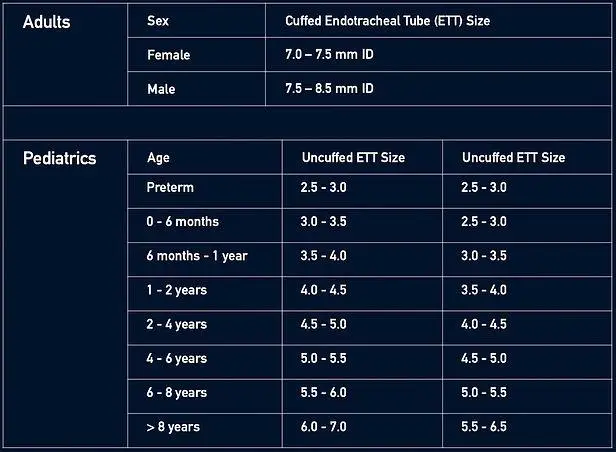 Adults Sex Cuffed Endotracheal Tube (ETT) Size
Female 7.0 – 7.5 mm ID
Male 7.5 – 8.5 mm ID
Pediatrics Age Uncuffed ETT Size Uncuffed ETT Size
Preterm 2.5 - 3.0 2.5 - 3.0
0 - 6 months 3.0 - 3.5 2.5 - 3.0
6 months - 1 year 3.5 - 4.0 3.0 - 3.5
1 - 2 years 4.0 - 4.5 3.5 - 4.0
2 - 4 years 4.5 - 5.0 4.0 - 4.5
4 - 6 years 5.0 - 5.5 4.5 - 5.0
6 - 8 years 5.5 - 6.0 5.0 - 5.5
> 8 years 6.0 - 7.0 5.5 - 6.5